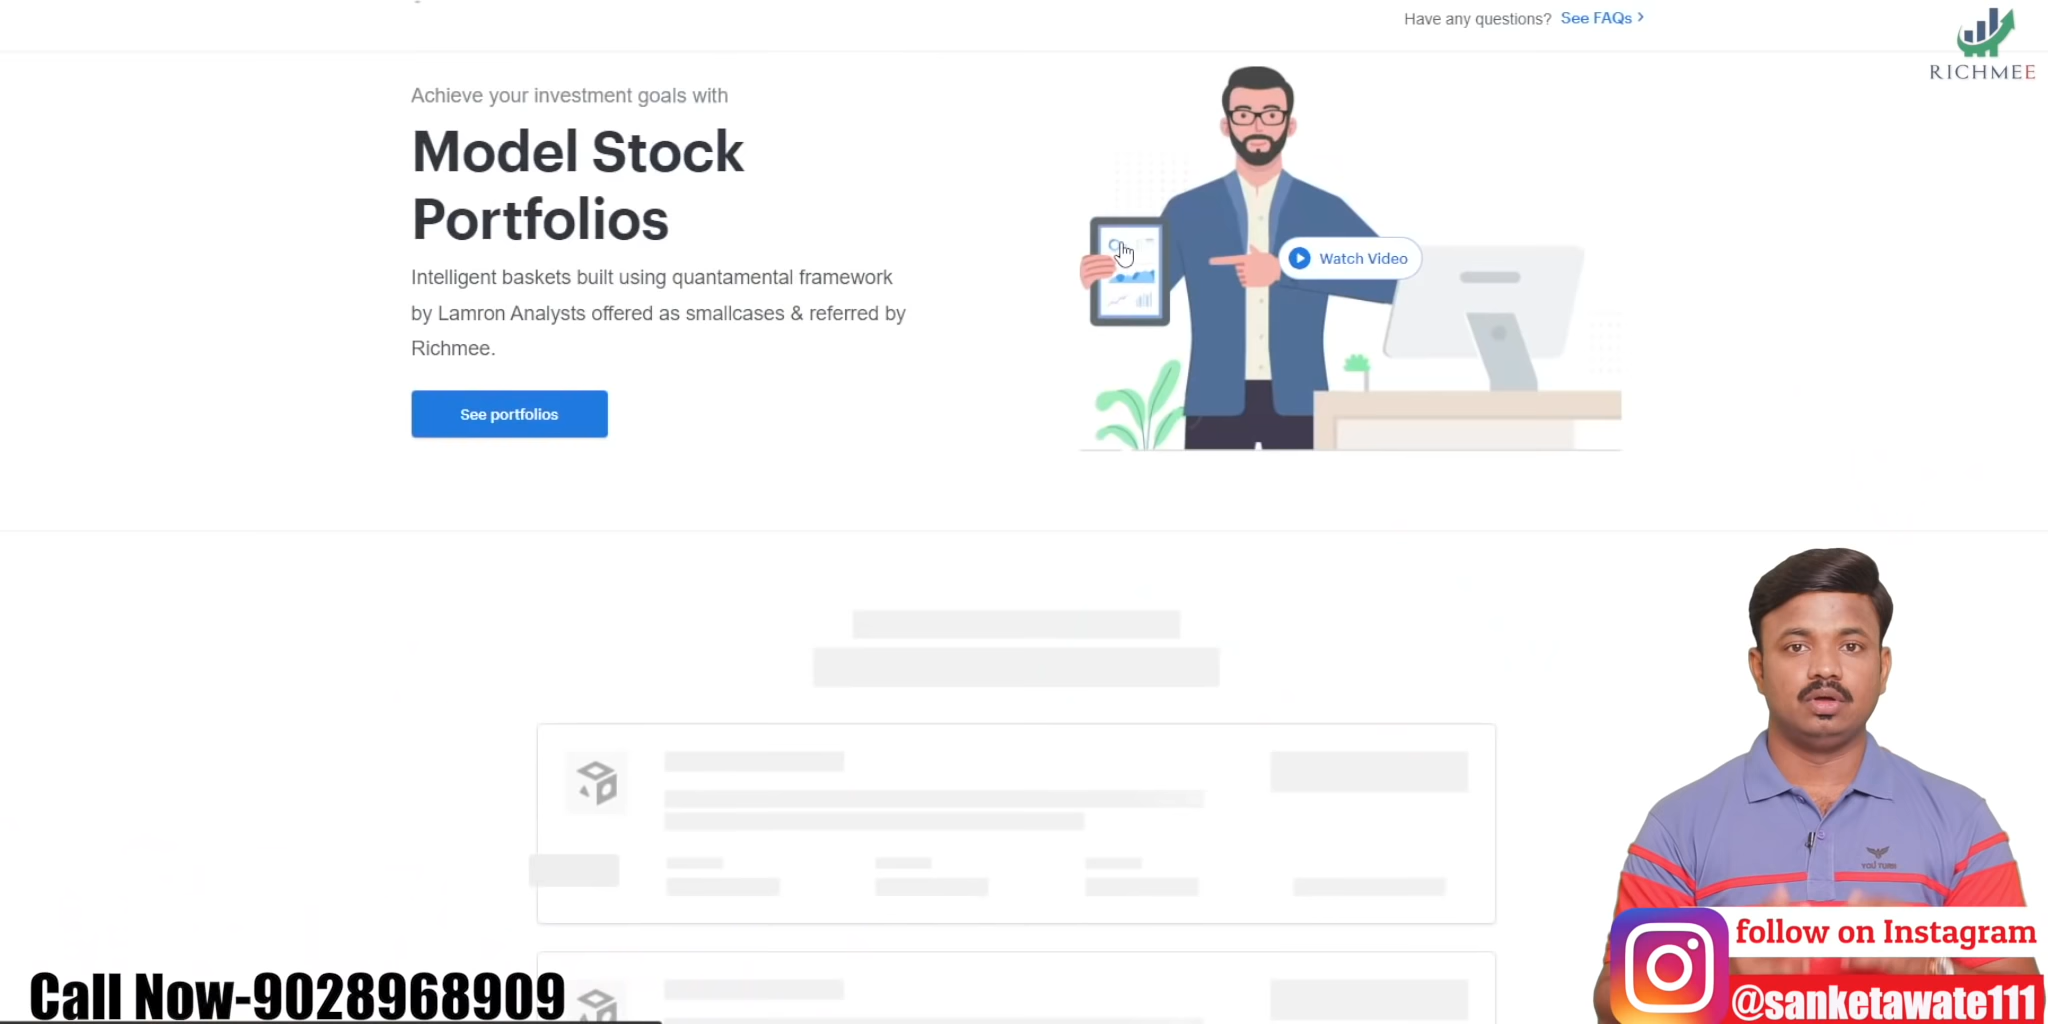 Have any questions? See FAQs >
RICHMEE
Achieve your investment goals with
Model Stock
Portfolios
Intelligent baskets built using quantamental framework
by Lamron Analysts offered as smallcases & referred by
Richmee.
See portfolios
Watch Video
YOU TURN
follow on Instagram
@sanketawate111
Call Now-9028968909